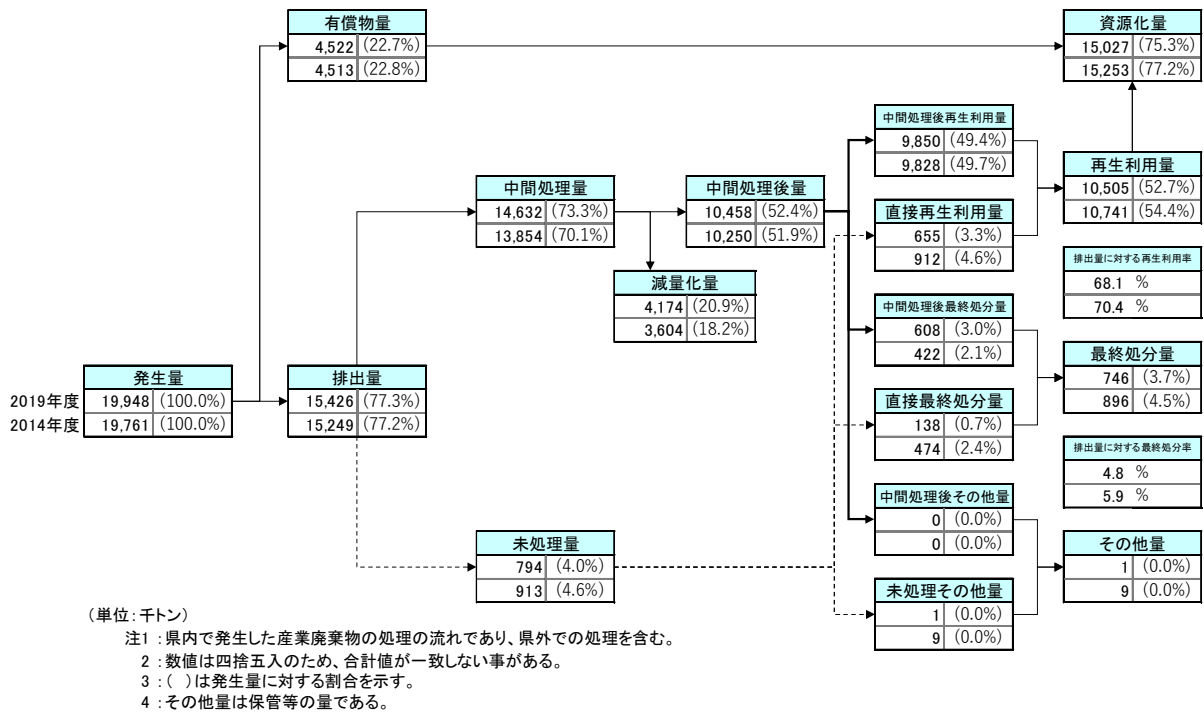 有償物量
4,522 (22.7%)
4,513 (22.8%)
資源化量
15,027 (75.3%)
15,253 (77.2%)
中間処理後再生利用量
9,850 (49.4%)
9,828 (49.7%)
再生利用量
10,505 (52.7%)
10,741 (54.4%)
中間処理量
14,632 (73.3%)
13,854 (70.1%)
中間処理後量
10,458 (52.4%)
10,250 (51.9%)
直接再生利用量
655 (3.3%)
912 (4.6%)
排出量に対する再生利用率
68.1 %
70.4 %
減量化量
4,174 (20.9%)
3,604 (18.2%)
中間処理後最終処分量
608 (3.0%)
422 (2.1%)
最終処分量
746 (3.7%)
896 (4.5%)
発生量
2019年度 19,948 (100.0%)
2014年度 19,761 (100.0%)
排出量
15,426 (77.3%)
15,249 (77.2%)
直接最終処分量
138 (0.7%)
474 (2.4%)
排出量に対する最終処分率
4.8 %
5.9 %
中間処理後その他量
0 (0.0%)
0 (0.0%)
未処理量
794 (4.0%)
913 (4.6%)
その他量
1 (0.0%)
9 (0.0%)
未処理その他量
1 (0.0%)
9 (0.0%)
(単位:千トン)
注1 :県内で発生した産業廃棄物の処理の流れであり、県外での処理を含む。
2 :数値は四捨五入のため、合計値が一致しない事がある。
3 :( )は発生量に対する割合を示す。
4 :その他量は保管等の量である。